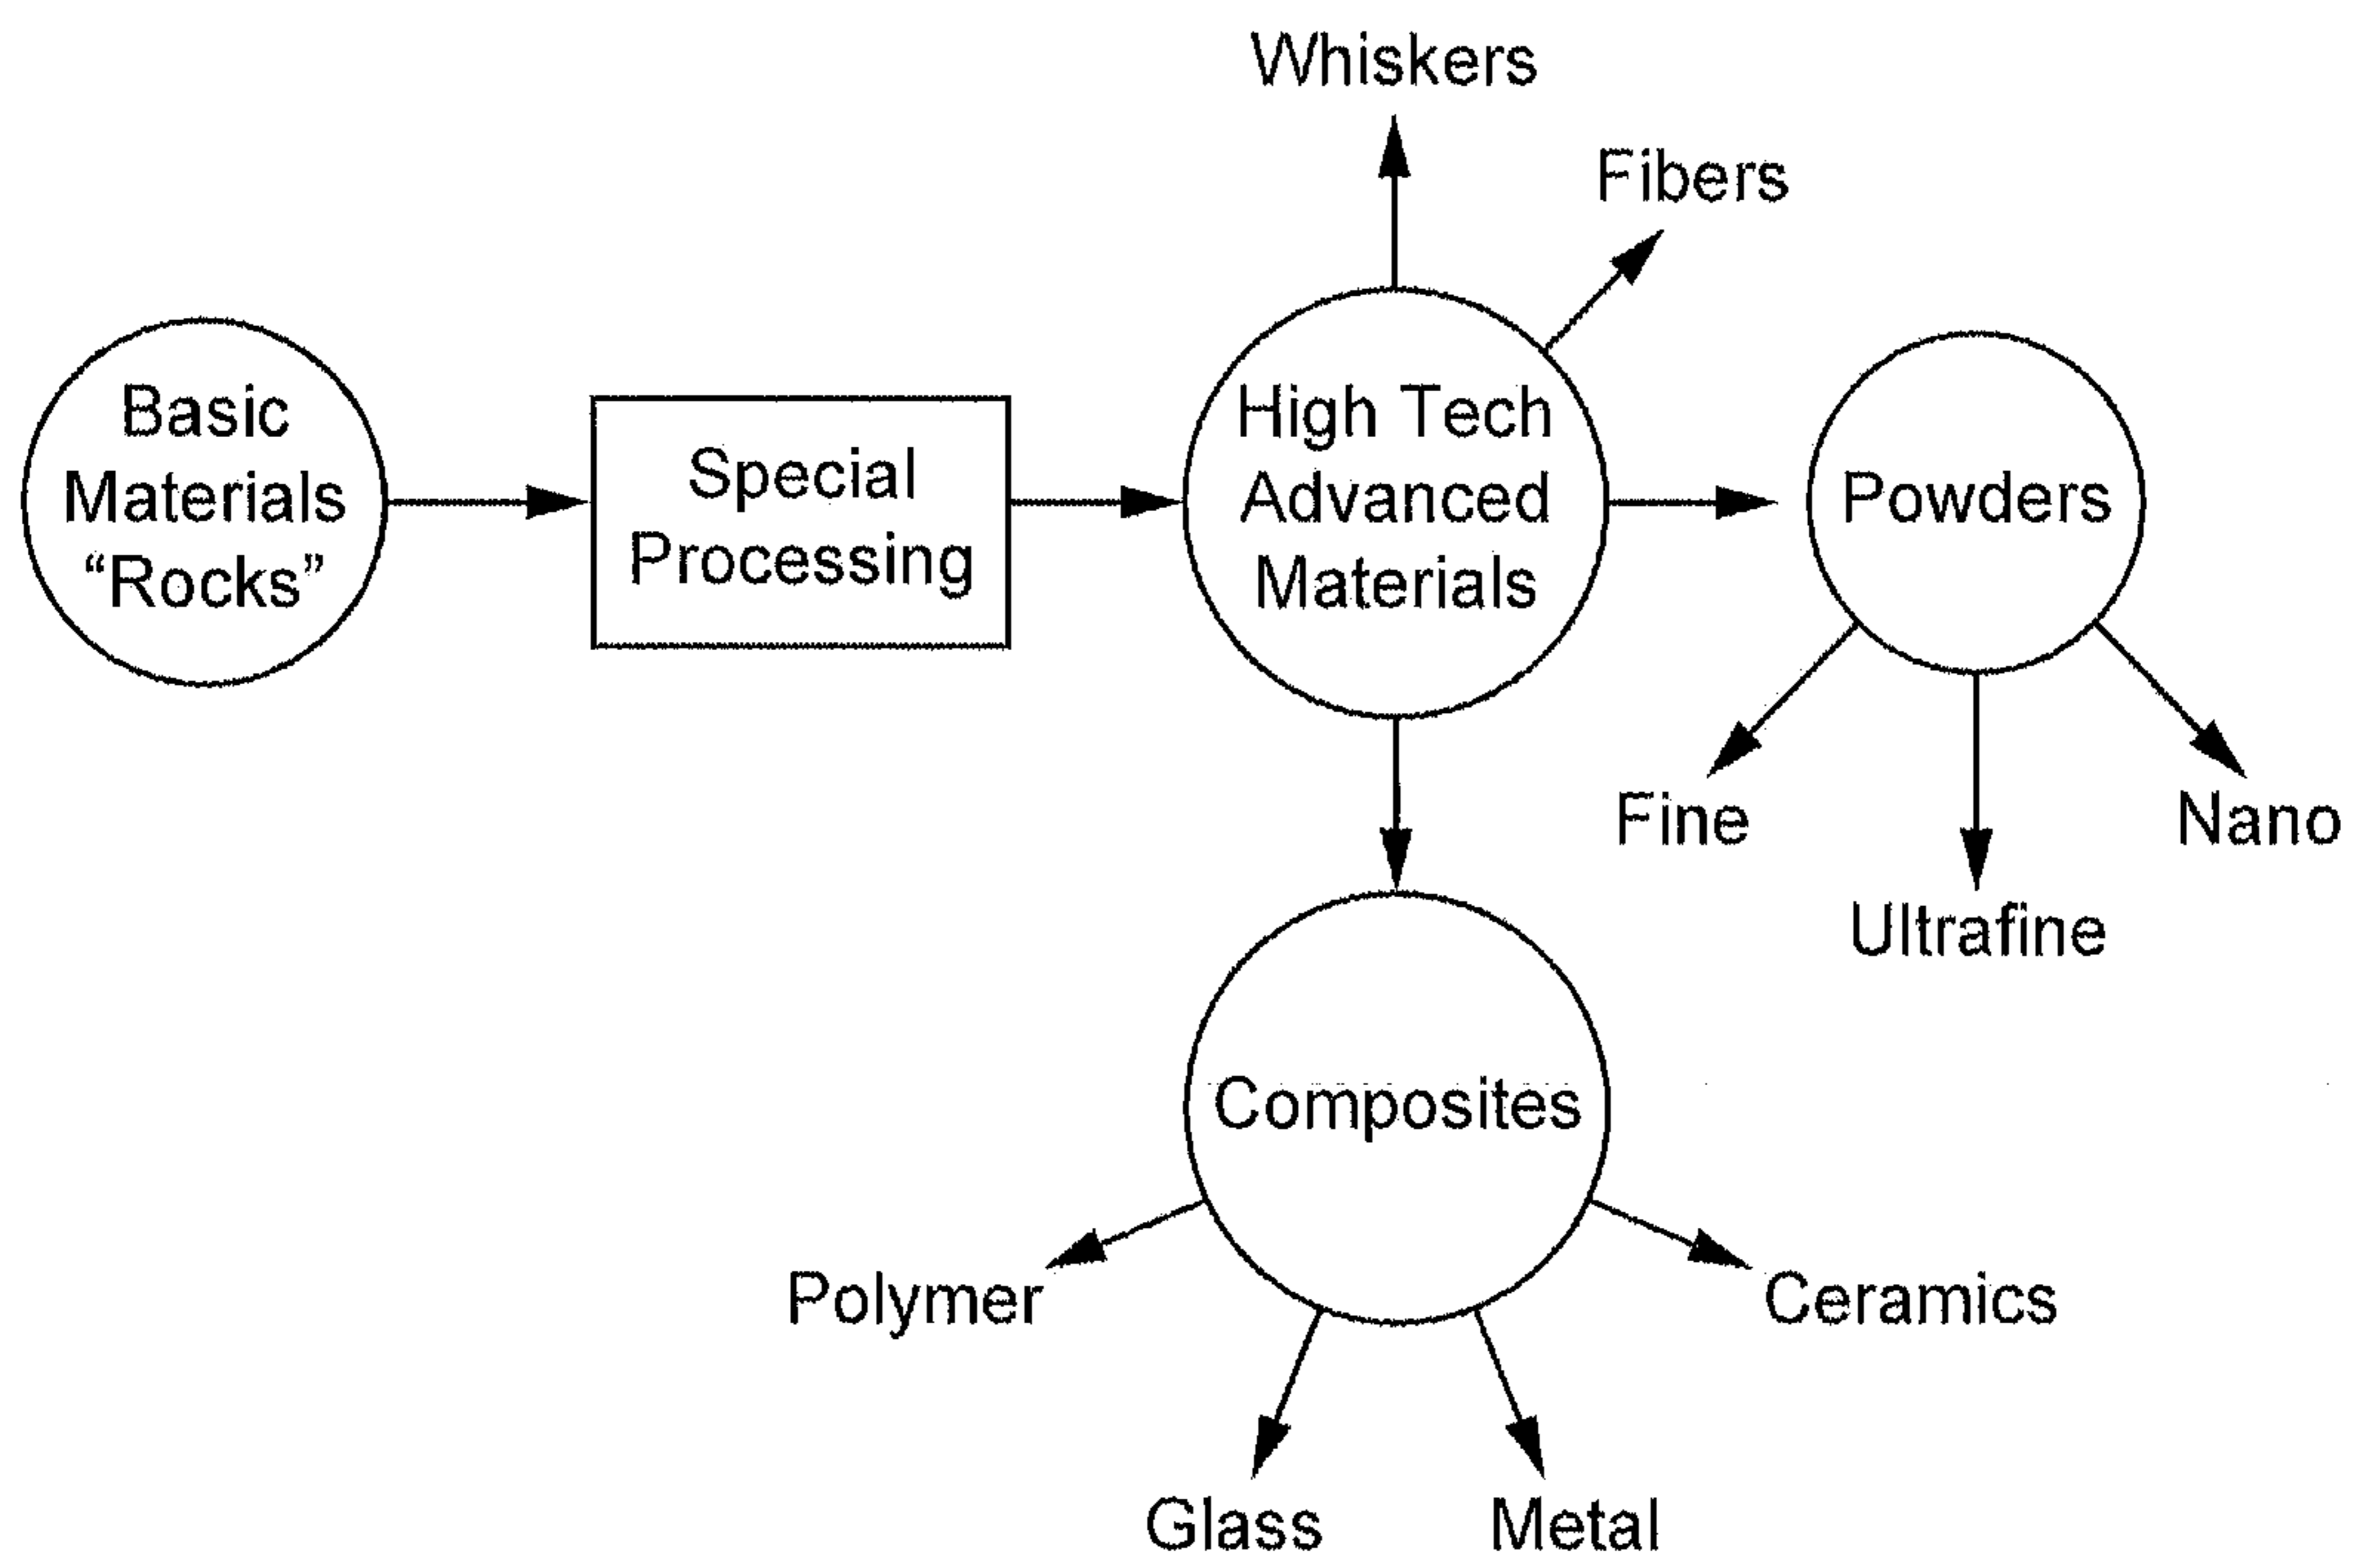 Whiskers
Fibers
Basic
Materials
“Rocks”
Special
Processing
High Tech
Advanced
Materials
Powders
Fine
Ultrafine
Nano
Composites
Polymer
Glass
Metal
Ceramics